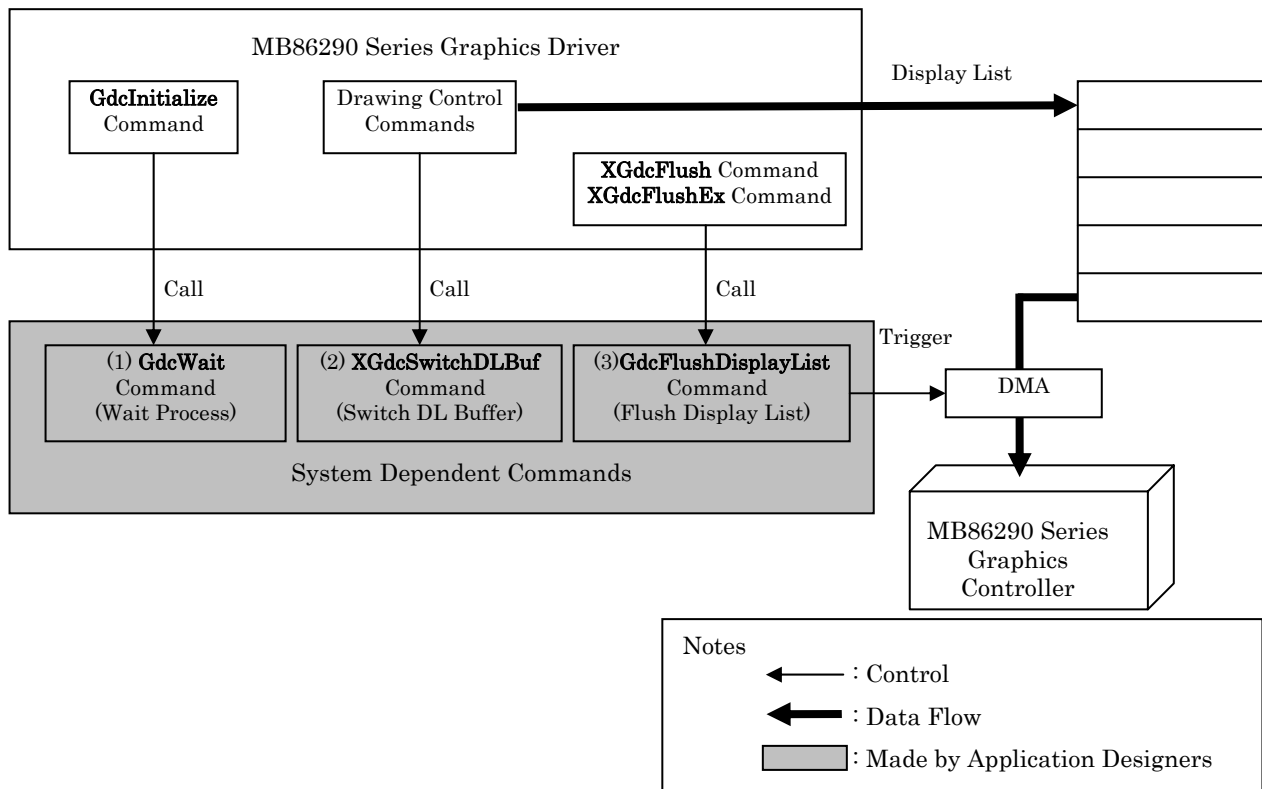 MB86290 Series Graphics Driver
Display List
GdcInitialize
Command
Drawing Control
Commands
XGdcFlush Command
XGdcFlushEx Command
Call
Call
Call
Trigger
(1) GdcWait
Command
(Wait Process)
(2) XGdcSwitchDLBuf
Command
(Switch DL Buffer)
(3)GdcFlushDisplayList
Command
(Flush Display List)
DMA
System Dependent Commands
MB86290 Series
Graphics
Controller
Notes
: Control
: Data Flow
: Made by Application Designers